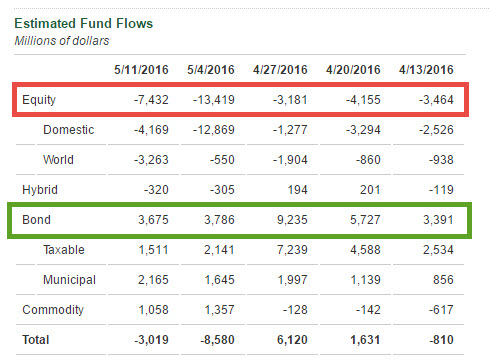 Estimated Fund Flows
Millions of dollars
5/11/2016 5/4/2016 4/27/2016 4/20/2016 4/13/2016
Equity -7,432 -13,419 -3,181 -4,155 -3,464
Domestic -4,169 -12,869 -1,277 -3,294 -2,526
World -3,263 -550 -1,904 -860 -938
Hybrid -320 -305 194 201 -119
Bond 3,675 3,786 9,235 5,727 3,391
Taxable 1,511 2,141 7,239 4,588 2,534
Municipal 2,165 1,645 1,997 1,139 856
Commodity 1,058 1,357 -128 -142 -617
Total -3,019 -8,580 6,120 1,631 -810